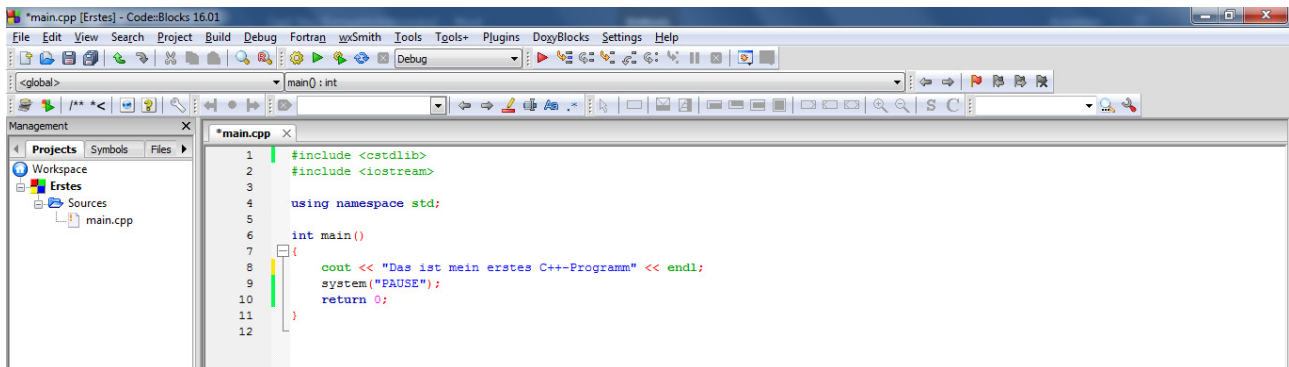 *main.cpp [Erstes] - Code::Blocks 16.01
File Edit View Search Project Build Debug Fortran wxSmith Tools Tools+ Plugins DoxyBlocks Settings Help
Debug
<global> main() : int
/** *< S C
Management
*main.cpp
Projects Symbols Files
Workspace
Erstes
Sources
main.cpp
1 #include <cstdlib>
2 #include <iostream>
3
4 using namespace std;
5
6 int main()
7 {
8 cout << "Das ist mein erstes C++-Programm" << endl;
9 system("PAUSE");
10 return 0;
11 }
12